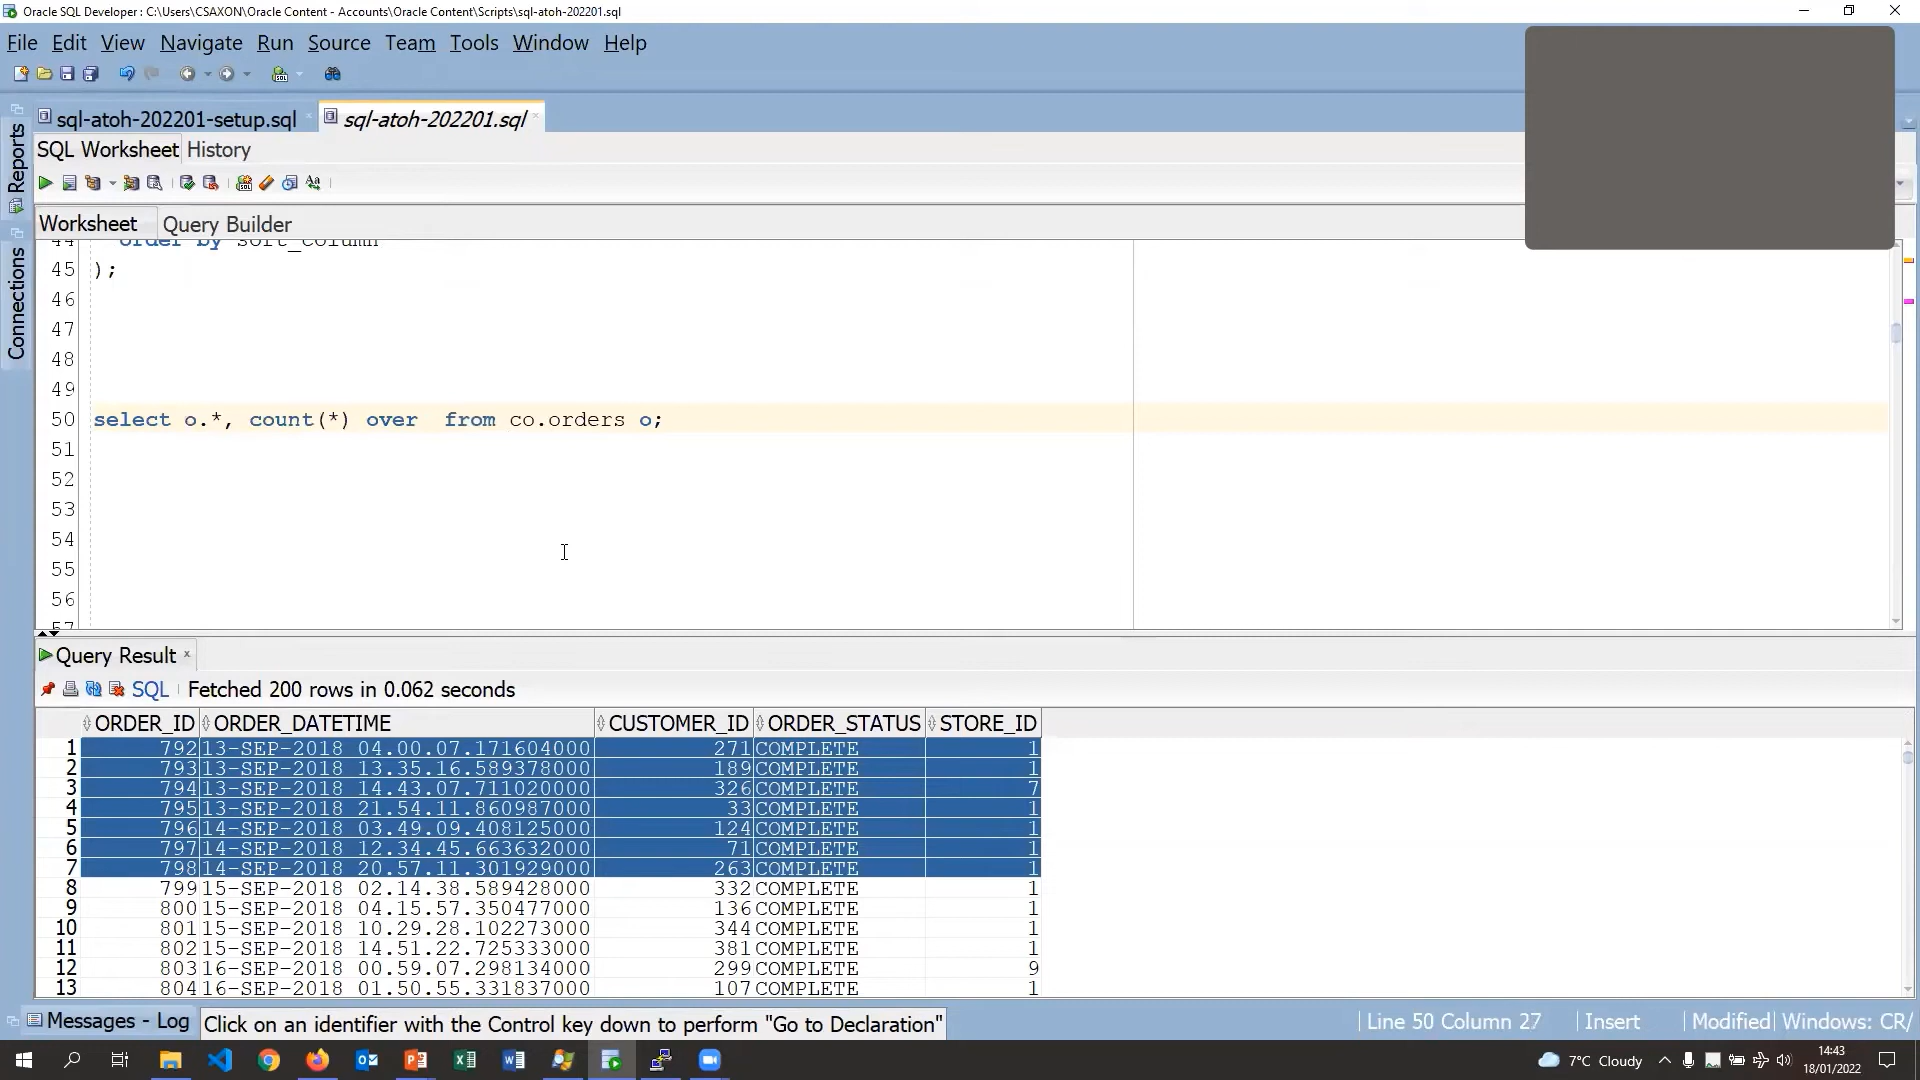 Oracle SQL Developer : C:\Users\CSAXON\Oracle Content - Accounts\Oracle Content\Scripts\sql-atoh-202201.sql
File Edit View Navigate Run Source Team Tools Window Help
sql-atoh-202201-setup.sql sql-atoh-202201.sql
SQL Worksheet History
Worksheet Query Builder
Reports
Connections
44 order by sort_column
45 );
46
47
48
49
50 select o.*, count(*) over  from co.orders o;
51
52
53
54
55
56
57
Query Result
SQL Fetched 200 rows in 0.062 seconds
ORDER_ID ORDER_DATETIME CUSTOMER_ID ORDER_STATUS STORE_ID
1 792 13-SEP-2018 04.00.07.171604000 271 COMPLETE 1
2 793 13-SEP-2018 13.35.16.589378000 189 COMPLETE 1
3 794 13-SEP-2018 14.43.07.711020000 326 COMPLETE 7
4 795 13-SEP-2018 21.54.11.860987000 33 COMPLETE 1
5 796 14-SEP-2018 03.49.09.408125000 124 COMPLETE 1
6 797 14-SEP-2018 12.34.45.663632000 71 COMPLETE 1
7 798 14-SEP-2018 20.57.11.301929000 263 COMPLETE 1
8 799 15-SEP-2018 02.14.38.589428000 332 COMPLETE 1
9 800 15-SEP-2018 04.15.57.350477000 136 COMPLETE 1
10 801 15-SEP-2018 10.29.28.102273000 344 COMPLETE 1
11 802 15-SEP-2018 14.51.22.725333000 381 COMPLETE 1
12 803 16-SEP-2018 00.59.07.298134000 299 COMPLETE 9
13 804 16-SEP-2018 01.50.55.331837000 107 COMPLETE 1
Messages - Log Click on an identifier with the Control key down to perform "Go to Declaration" Line 50 Column 27 Insert Modified Windows: CR/
7°C Cloudy 14:43
18/01/2022